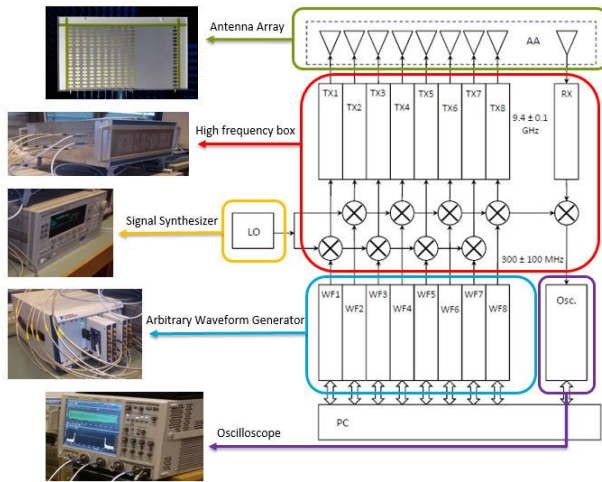 Antenna Array
AA
TX1
TX2
TX3
TX4
TX5
TX6
TX7
TX8
RX
9.4 ± 0.1
GHz
High frequency box
Signal Synthesizer
LO
300 ± 100 MHz
Arbitrary Waveform Generator
WF1
WF2
WF3
WF4
WF5
WF6
WF7
WF8
Osc.
PC
Oscilloscope